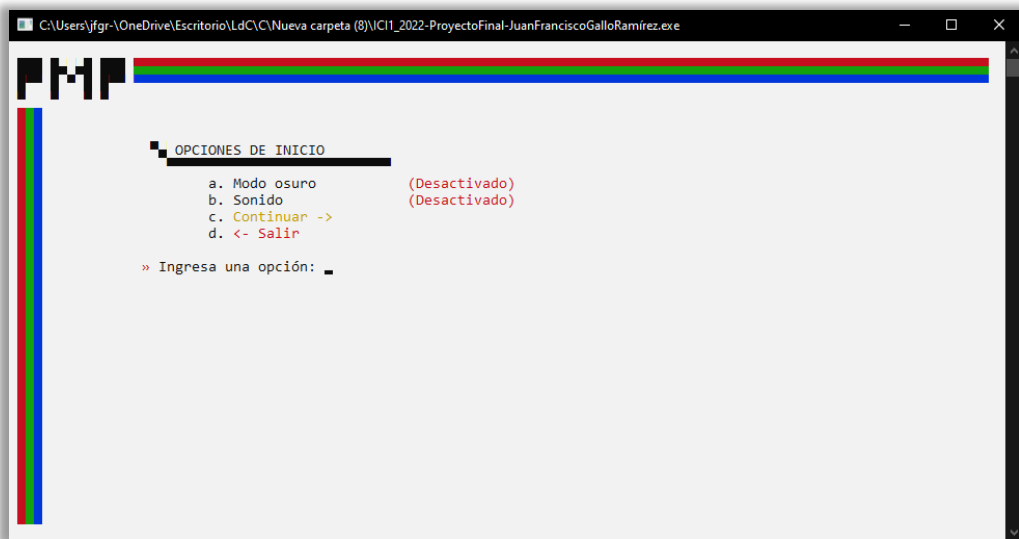 C:\Users\jfgr-\OneDrive\Escritorio\LdC\C\Nueva carpeta (8)\ICI1_2022-ProyectoFinal-JuanFranciscoGalloRamírez.exe
PMP
OPCIONES DE INICIO
a. Modo osuro (Desactivado)
b. Sonido (Desactivado)
c. Continuar ->
d. <- Salir
» Ingresa una opción: